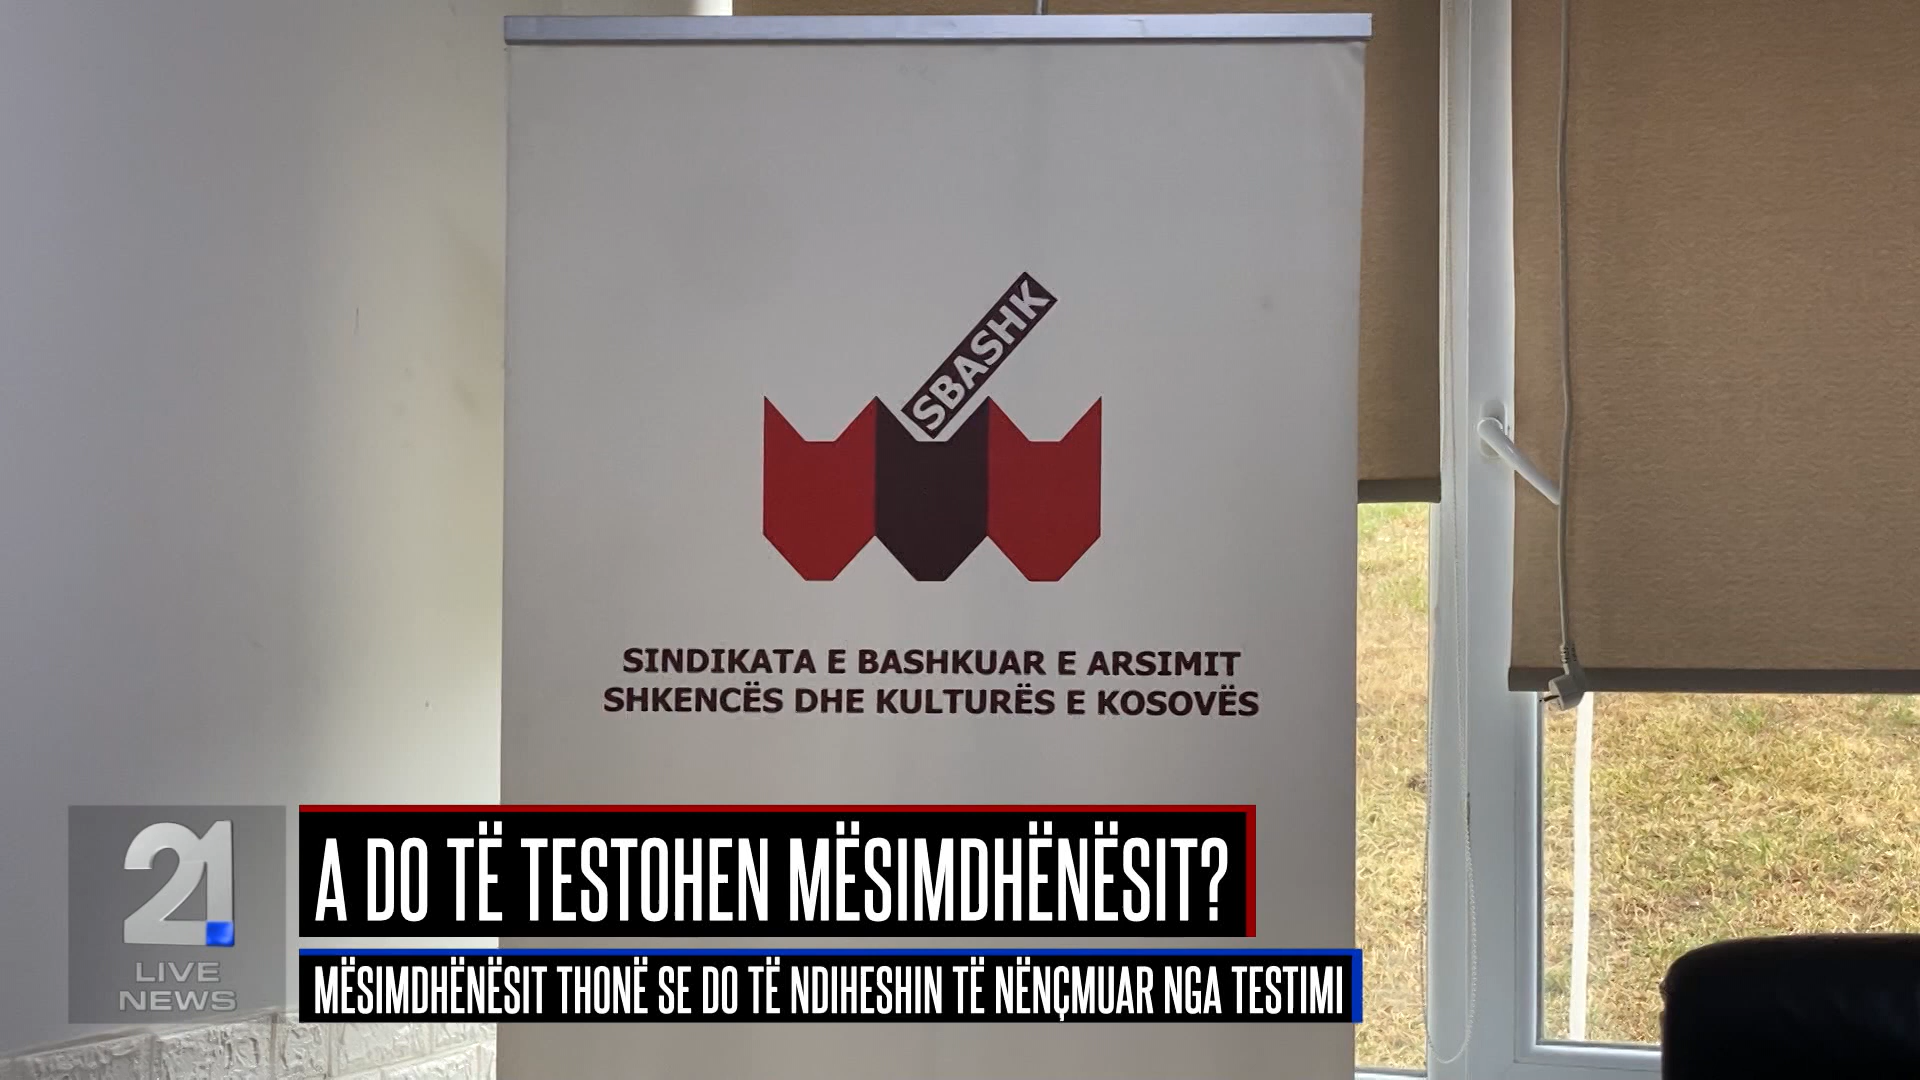 SBASHK
SINDIKATA E BASHKUAR E ARSIMIT
SHKENCËS DHE KULTURËS E KOSOVËS
21
LIVE
NEWS
A DO TË TESTOHEN MËSIMDHËNËSIT?
MËSIMDHËNËSIT THONË SE DO TË NDIHESHIN TË NËNÇMUAR NGA TESTIMI